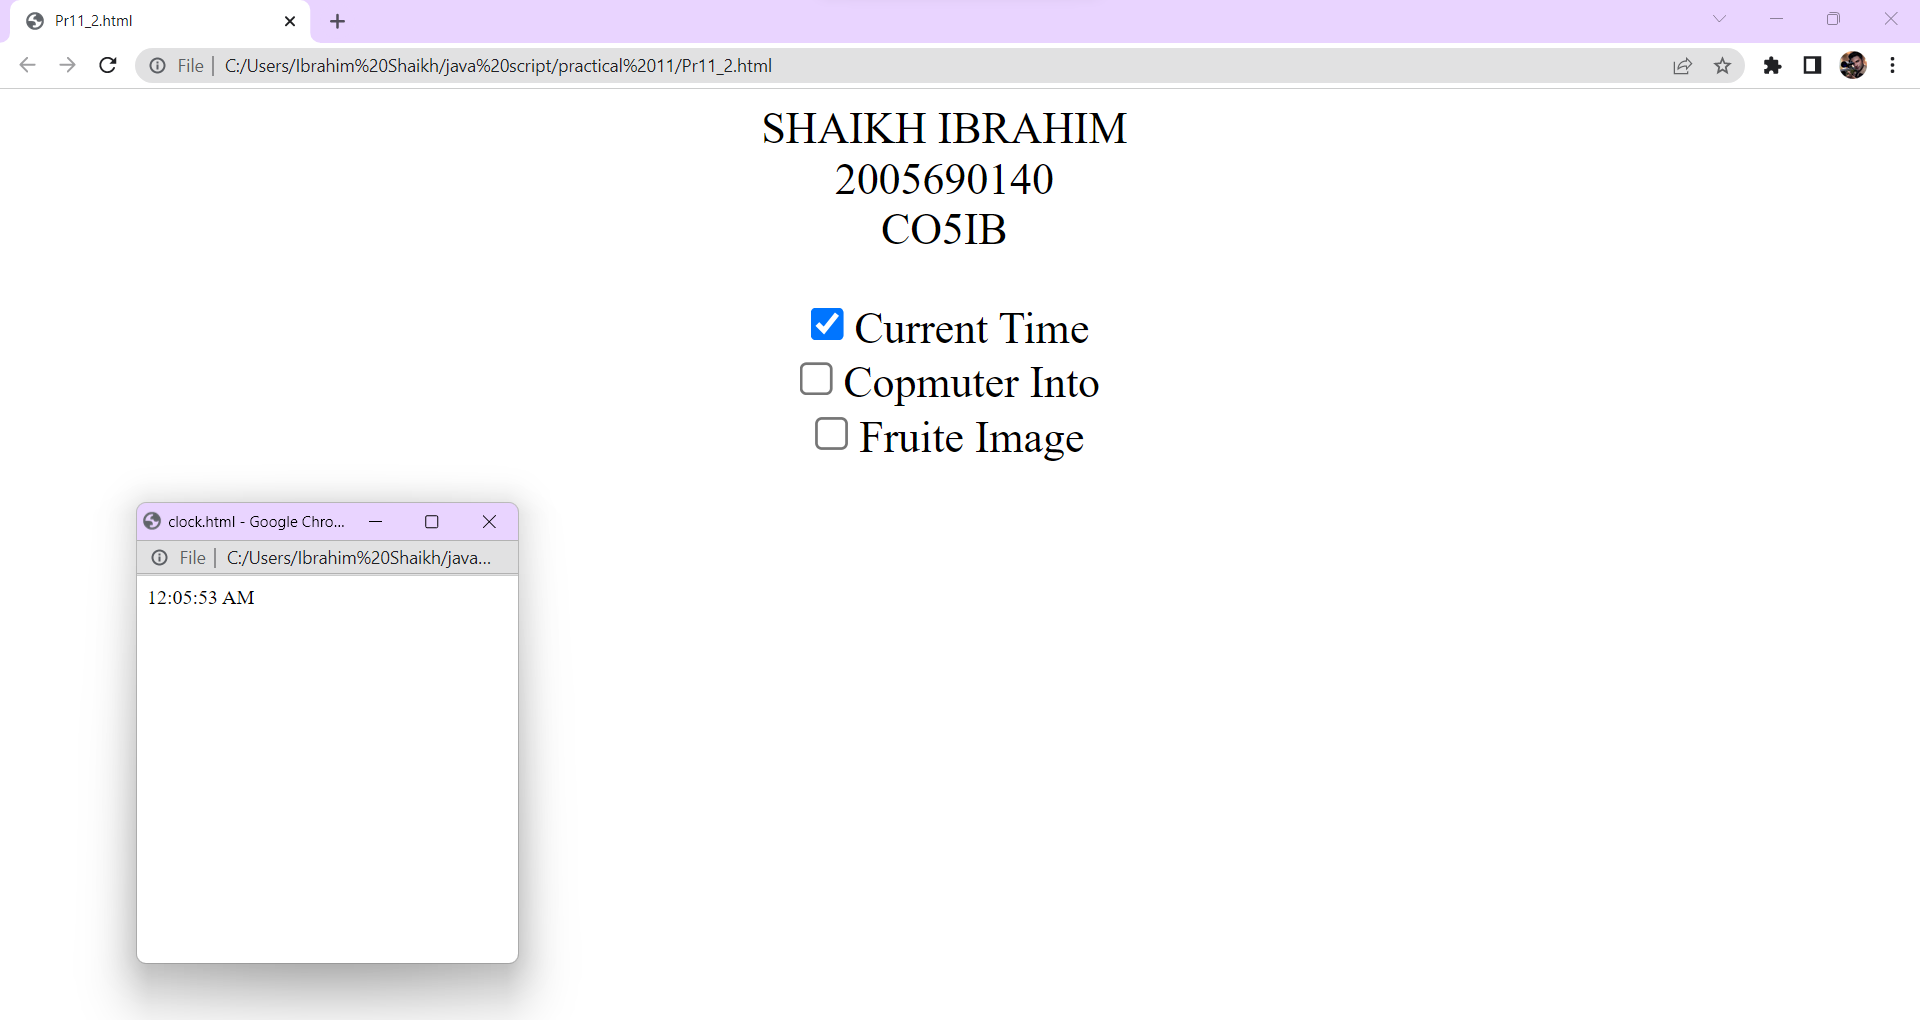 Pr11_2.html
File | C:/Users/Ibrahim%20Shaikh/java%20script/practical%2011/Pr11_2.html
SHAIKH IBRAHIM
2005690140
CO5IB
Current Time
Copmuter Into
Fruite Image
clock.html - Google Chro...
File | C:/Users/Ibrahim%20Shaikh/java...
12:05:53 AM